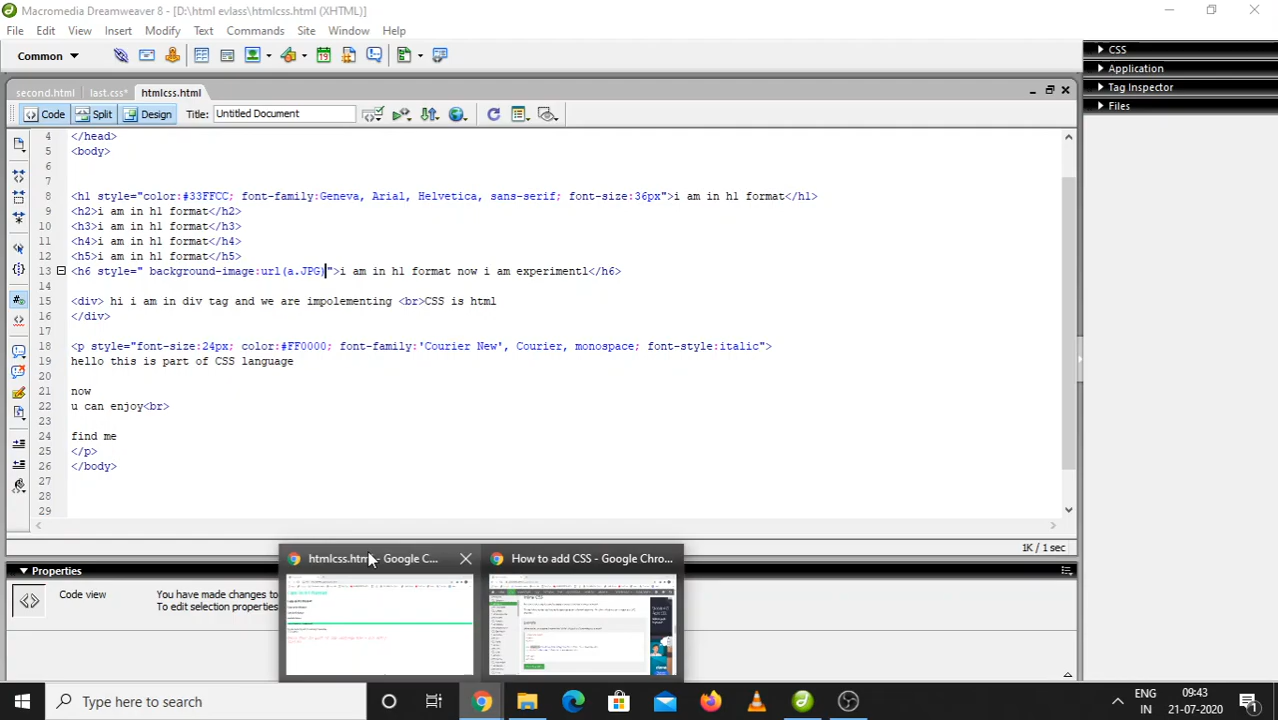 Macromedia Dreamweaver 8 - [D:\html evlass\htmlcss.html (XHTML)]
File Edit View Insert Modify Text Commands Site Window Help
Common
CSS
Application
Tag Inspector
Files
second.html last.css* htmlcss.html
Code Split Design Title: Untitled Document
4 </head>
5 <body>
6
7
8 <h1 style="color:#33FFCC; font-family:Geneva, Arial, Helvetica, sans-serif; font-size:36px">i am in h1 format</h1>
9 <h2>i am in h1 format</h2>
10 <h3>i am in h1 format</h3>
11 <h4>i am in h1 format</h4>
12 <h5>i am in h1 format</h5>
13 <h6 style=" background-image:url(a.JPG)">i am in h1 format now i am experiment1</h6>
14
15 <div> hi i am in div tag and we are impolementing <br>CSS is html
16 </div>
17
18 <p style="font-size:24px; color:#FF0000; font-family:'Courier New', Courier, monospace; font-style:italic">
19 hello this is part of CSS language
20
21 now
22 u can enjoy<br>
23
24 find me
25 </p>
26 </body>
27
28
29
1K / 1 sec
Properties
Code view
You have made changes to
To edit selection properties
htmlcss.html - Google C...
How to add CSS - Google Chro...
Type here to search
ENG 09:43
IN 21-07-2020
1